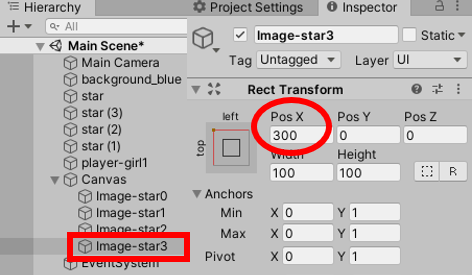 Hierarchy
All
Main Scene*
Main Camera
background_blue
star
star (3)
star (2)
star (1)
player-girl1
Canvas
Image-star0
Image-star1
Image-star2
Image-star3
EventSystem
Project Settings
Inspector
Image-star3
Static
Tag Untagged Layer UI
Rect Transform
left
top
Pos X Pos Y Pos Z
300 0 0
Width Height
100 100
R
Anchors
Min X 0 Y 1
Max X 0 Y 1
Pivot X 0 Y 1